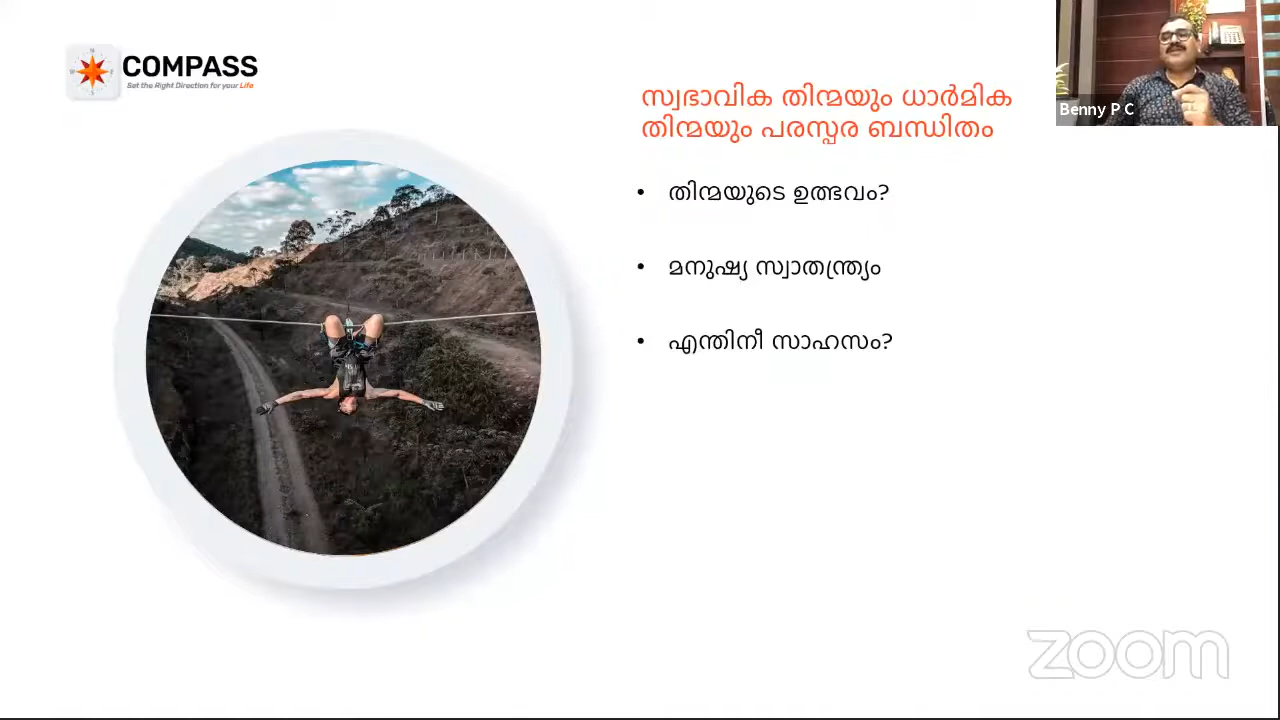 COMPASS
Set the Right Direction for your Life
സ്വഭാവിക തിന്മയും ധാർമിക
തിന്മയും പരസ്പര ബന്ധിതം
Benny P C
• തിന്മയുടെ ഉത്ഭവം?
• മനുഷ്യ സ്വാതന്ത്ര്യം
• എന്തിനീ സാഹസം?
zoom